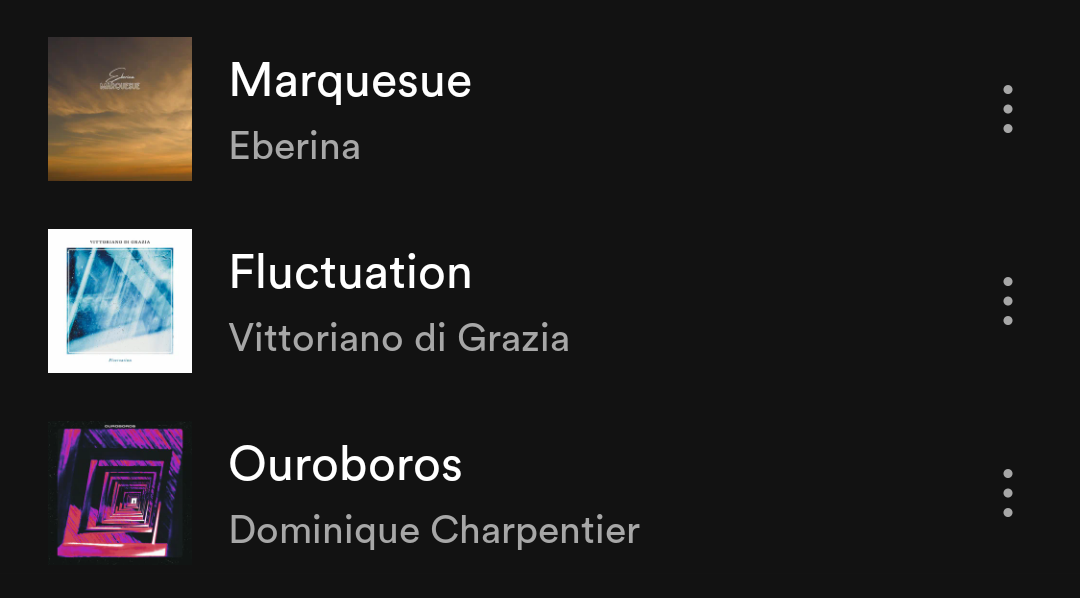 Eberina
MARQUESUE
Marquesue
Eberina
VITTORIANO DI GRAZIA
Fluctuation
Fluctuation
Vittoriano di Grazia
OUROBOROS
Ouroboros
Dominique Charpentier